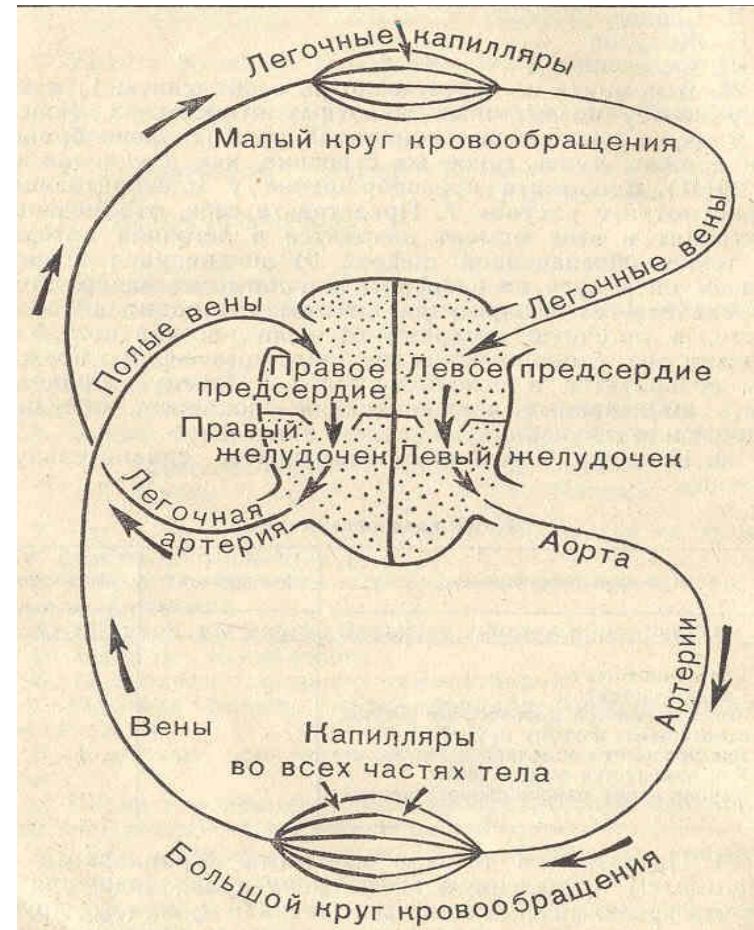 Легочные капилляры
Малый круг кровообращения
Легочные вены
Полые вены
Правое предсердие
Левое предсердие
Правый желудочек
Левый желудочек
Легочная артерия
Аорта
Артерии
Вены
Капилляры
во всех частях тела
Большой круг кровообращения